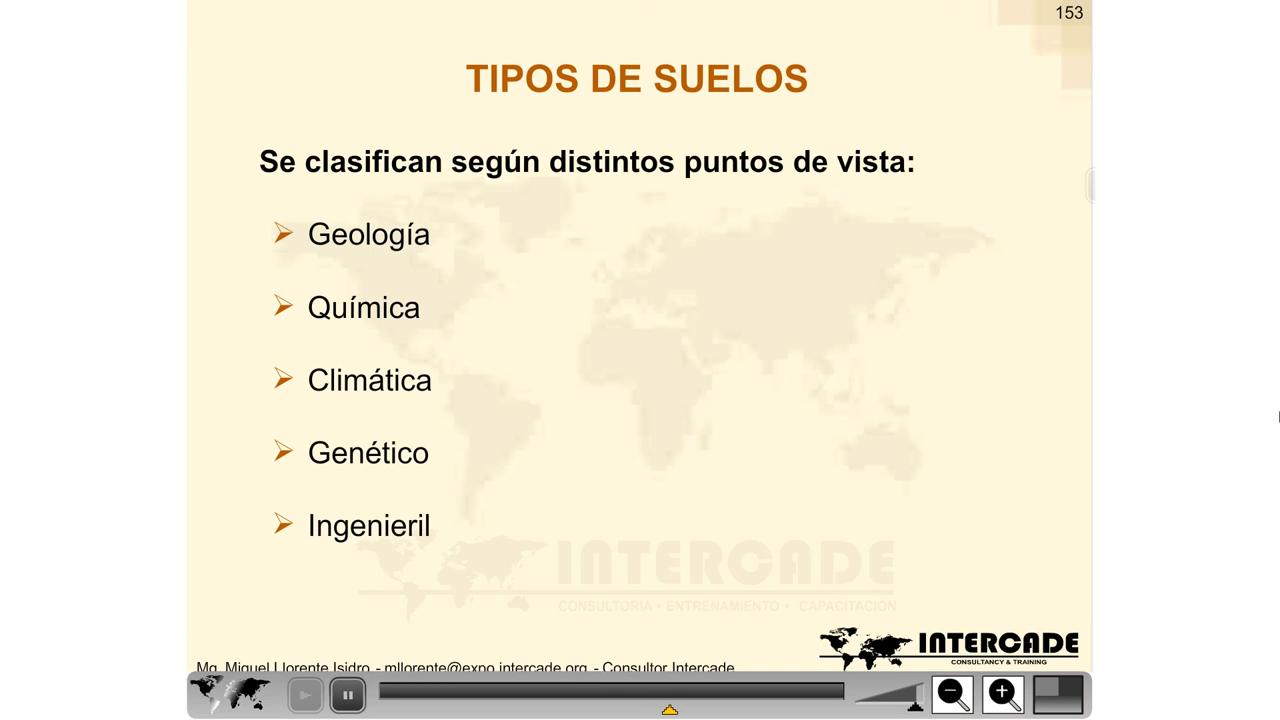 153
TIPOS DE SUELOS
Se clasifican según distintos puntos de vista:
Geología
Química
Climática
Genético
Ingenieril
INTERCADE
CONSULTORIA • ENTRENAMIENTO • CAPACITACION
INTERCADE
CONSULTANCY & TRAINING
Mg. Miguel Llorente Isidro - mllorente@expo.intercade.org - Consultor Intercade